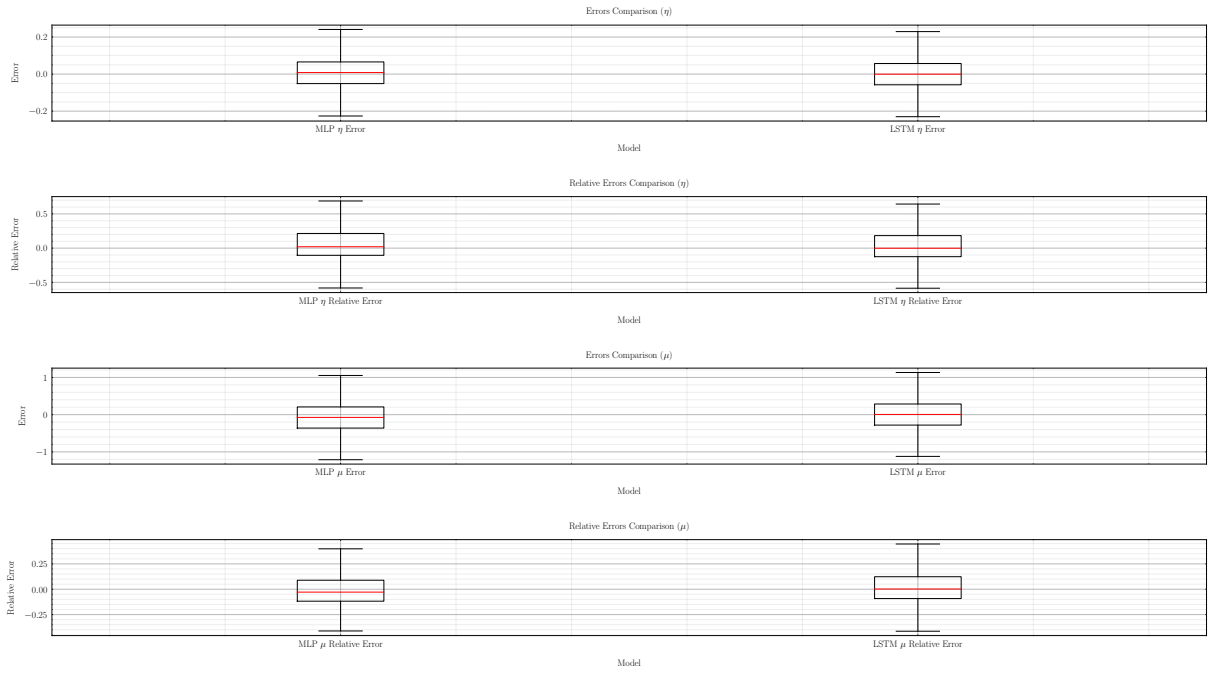 Errors Comparison (η)
Error
0.2
0.0
−0.2
MLP η Error
LSTM η Error
Model
Relative Errors Comparison (η)
Relative Error
0.5
0.0
−0.5
MLP η Relative Error
LSTM η Relative Error
Model
Errors Comparison (μ)
Error
1
0
−1
MLP μ Error
LSTM μ Error
Model
Relative Errors Comparison (μ)
Relative Error
0.25
0.00
−0.25
MLP μ Relative Error
LSTM μ Relative Error
Model